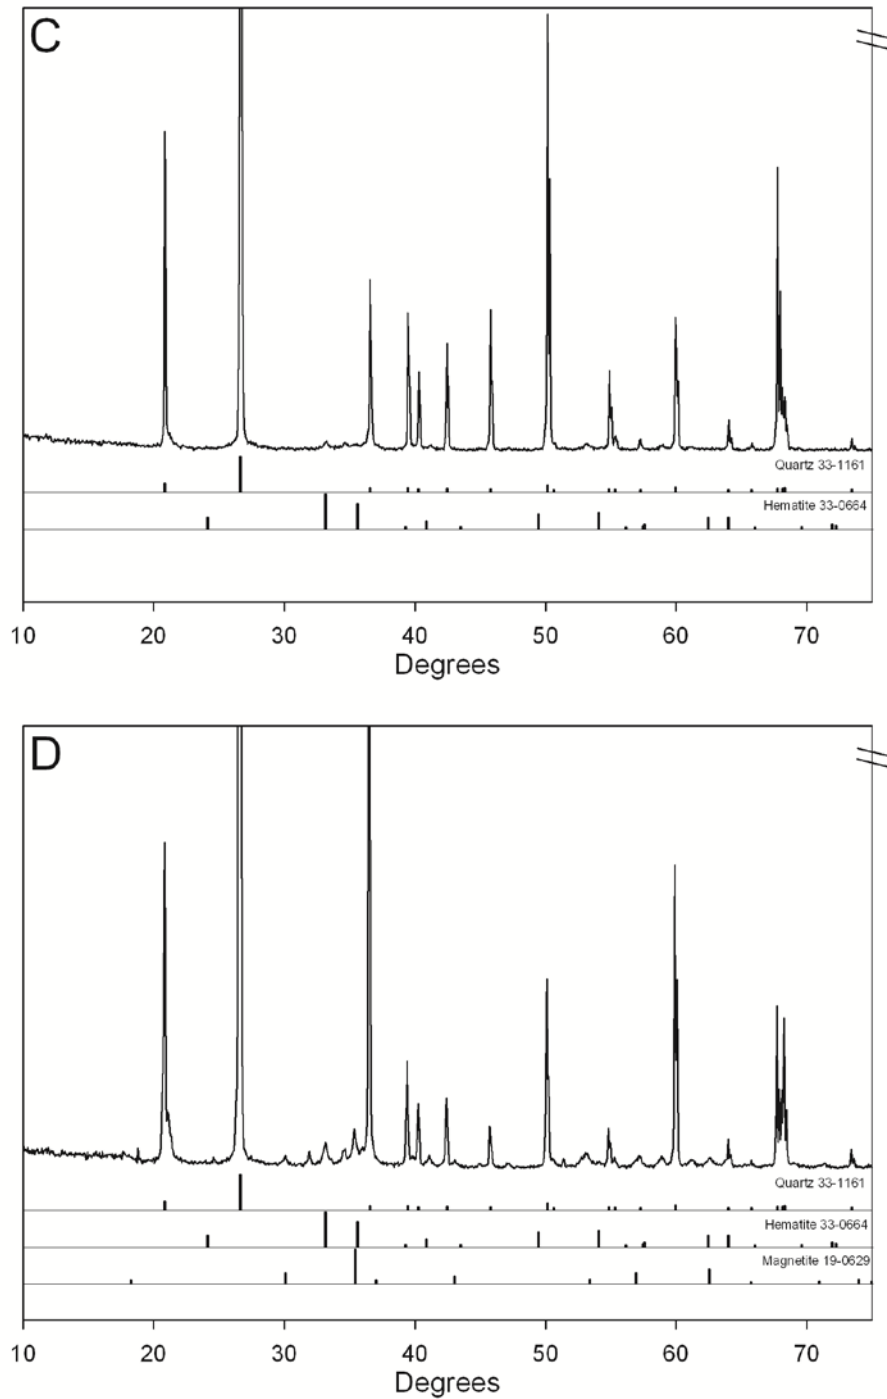 C
Quartz 33-1161
Hematite 33-0664
10 20 30 40 50 60 70
Degrees
D
Quartz 33-1161
Hematite 33-0664
Magnetite 19-0629
10 20 30 40 50 60 70
Degrees